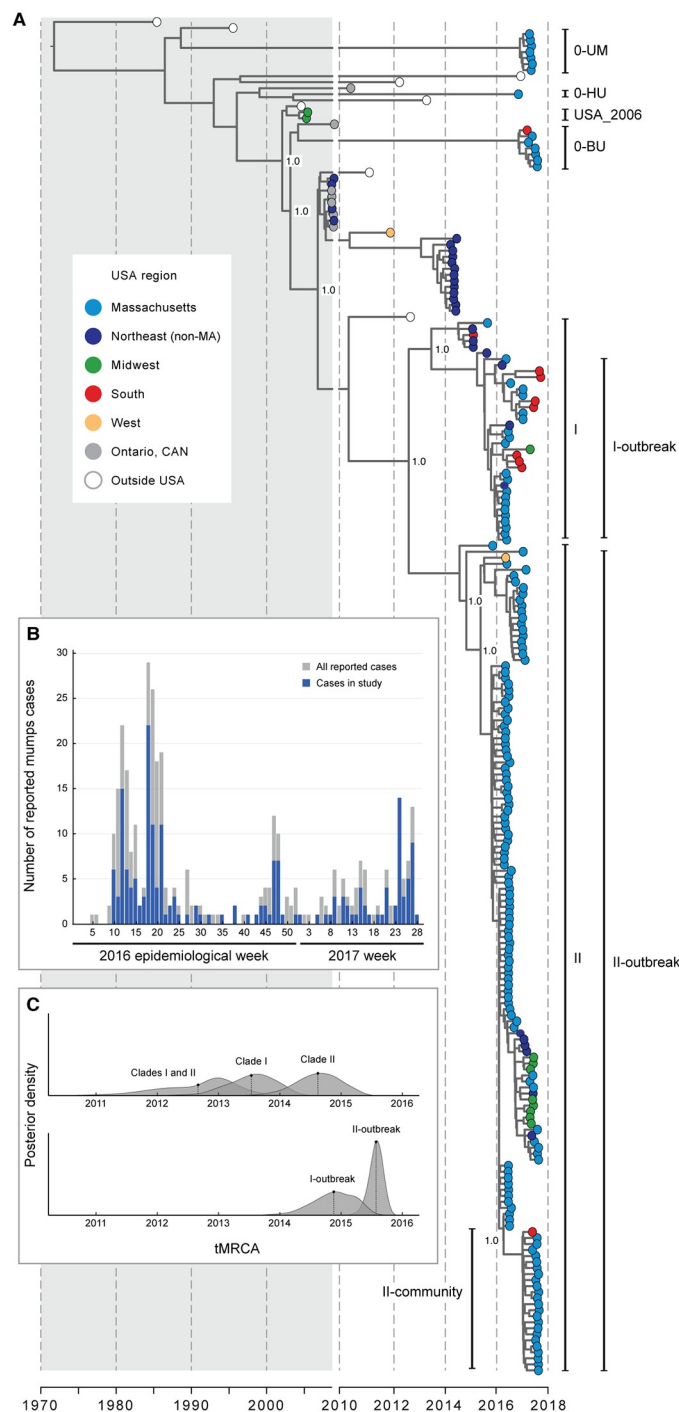 A
0-UM
0-HU
USA_2006
0-BU
1.0
1.0
1.0
USA region
Massachusetts
Northeast (non-MA)
Midwest
South
West
Ontario, CAN
Outside USA
1.0
1.0
I
I-outbreak
1.0
1.0
B
30
25
20
15
10
5
0
Number of reported mumps cases
All reported cases
Cases in study
5 10 15 20 25 30 35 40 45 50 3 8 13 18 23 28
2016 epidemiological week 2017 week
II
II-outbreak
C
Posterior density
Clades I and II Clade I Clade II
2011 2012 2013 2014 2015 2016
I-outbreak II-outbreak
2011 2012 2013 2014 2015 2016
tMRCA
1.0
II-community
1970 1980 1990 2000 2010 2012 2014 2016 2018